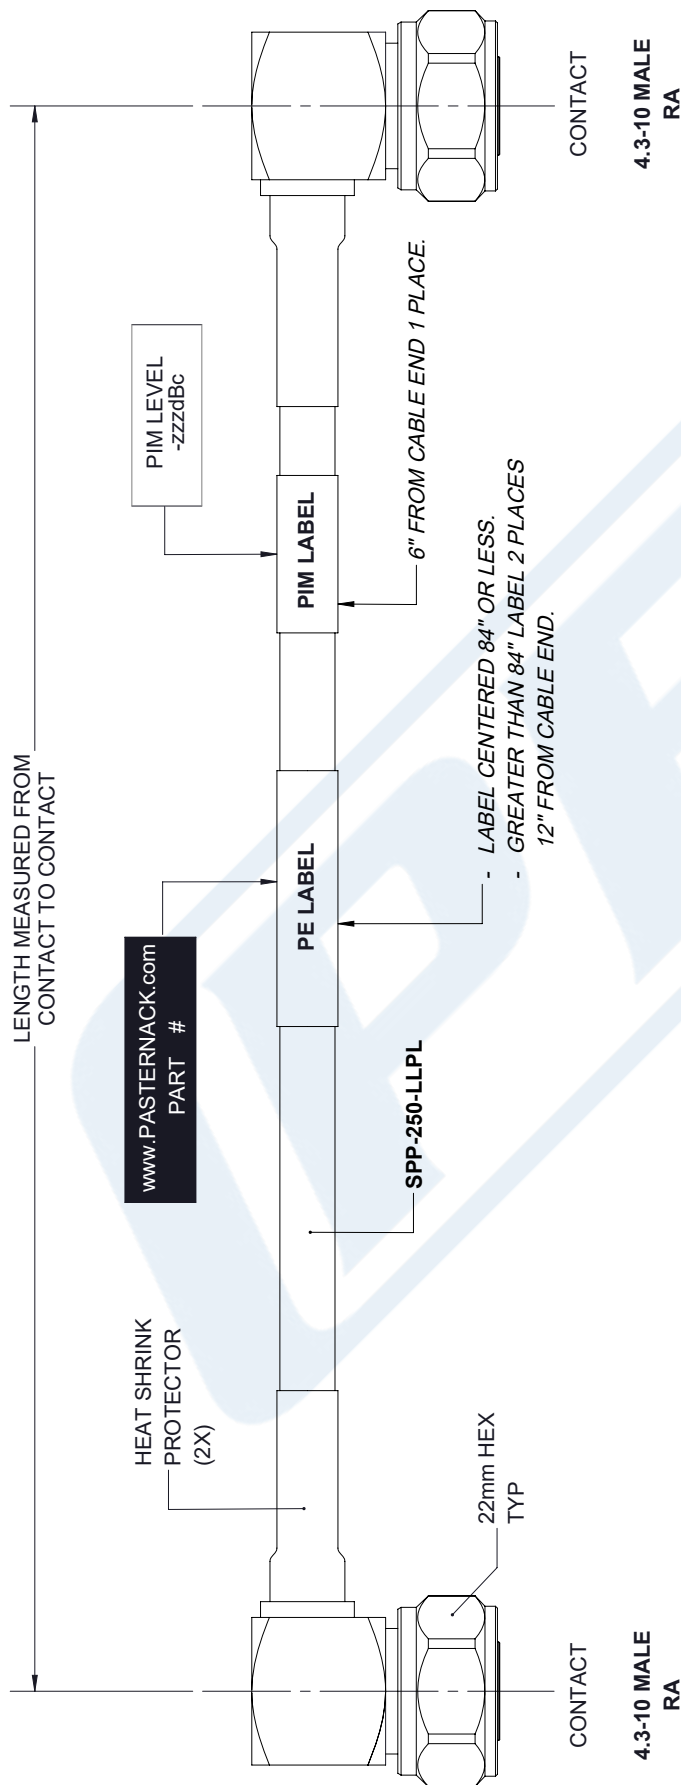 LENGTH MEASURED FROM
CONTACT TO CONTACT
HEAT SHRINK
PROTECTOR
(2X)
www.PASTERNACK.com
PART #
PIM LEVEL
-zzzdBc
PE LABEL
PIM LABEL
22mm HEX
TYP
SPP-250-LLPL
- LABEL CENTERED 84" OR LESS.
- GREATER THAN 84" LABEL 2 PLACES
12" FROM CABLE END.
6" FROM CABLE END 1 PLACE.
CONTACT
4.3-10 MALE
RA
CONTACT
4.3-10 MALE
RA